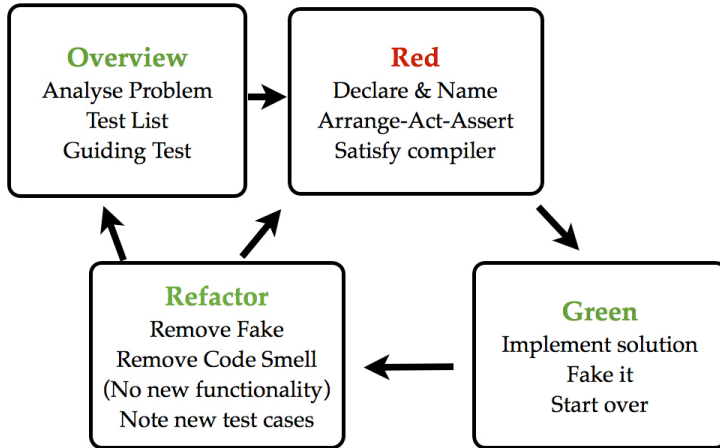 Overview
Analyse Problem
Test List
Guiding Test
Red
Declare & Name
Arrange-Act-Assert
Satisfy compiler
Refactor
Remove Fake
Remove Code Smell
(No new functionality)
Note new test cases
Green
Implement solution
Fake it
Start over